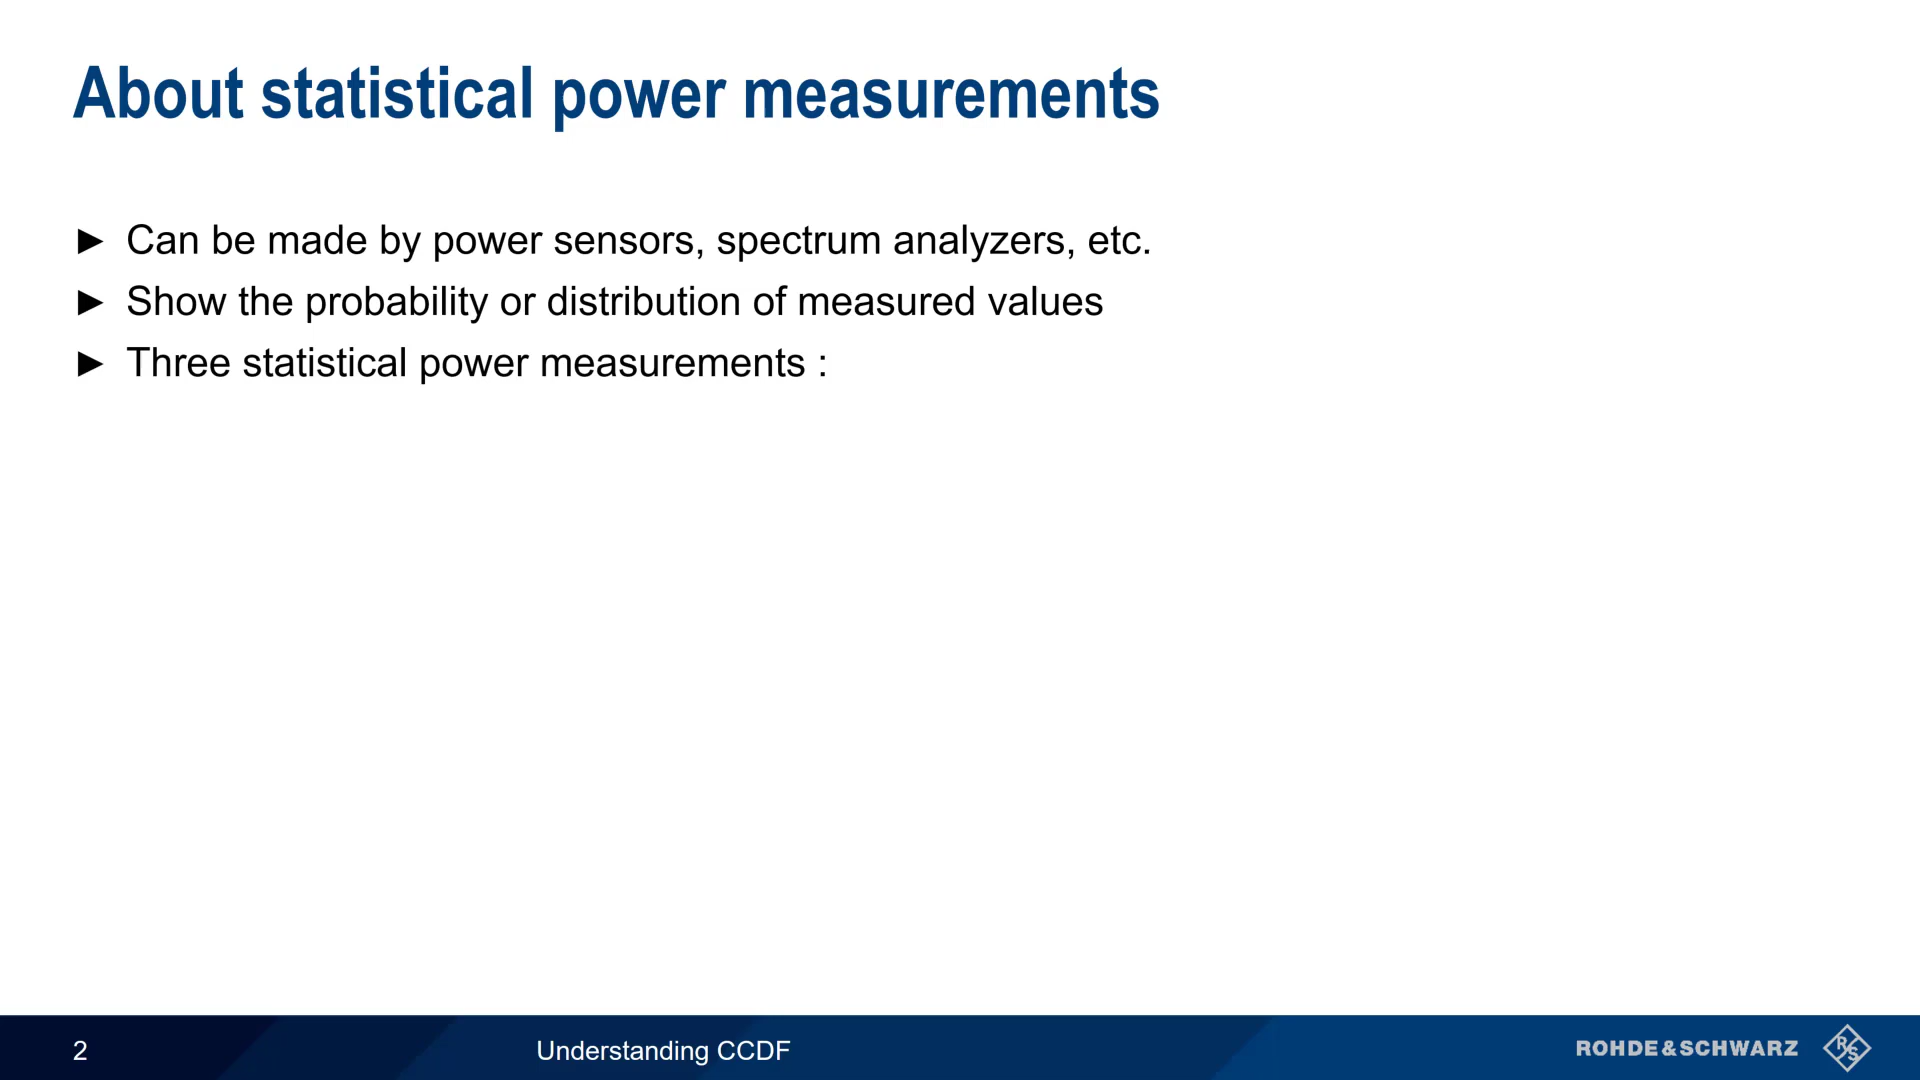 About statistical power measurements
► Can be made by power sensors, spectrum analyzers, etc.
► Show the probability or distribution of measured values
► Three statistical power measurements :
2
Understanding CCDF
ROHDE&SCHWARZ
R&S